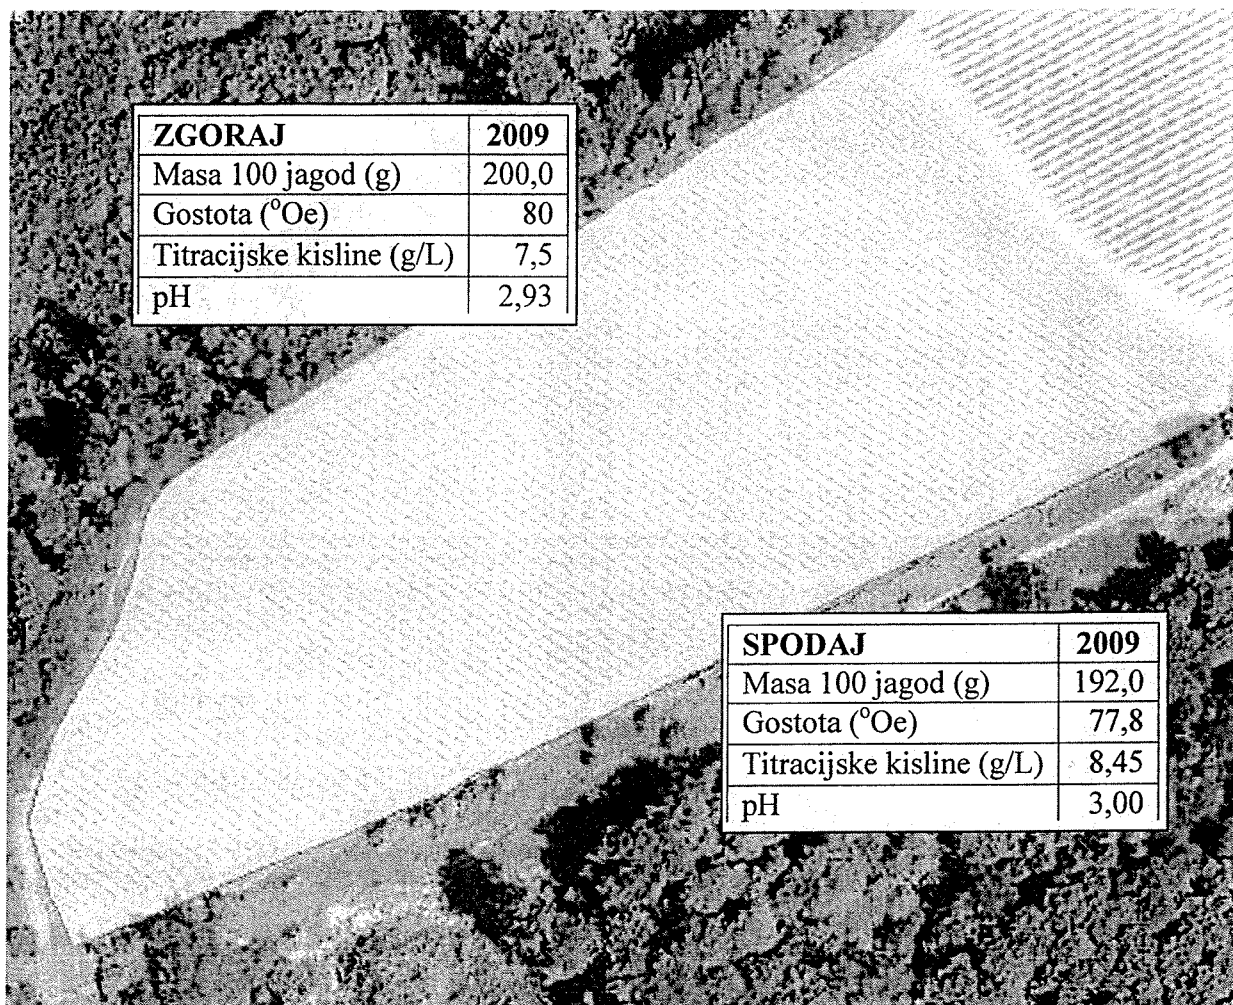 ZGORAJ 2009
Masa 100 jagod (g) 200,0
Gostota (°Oe) 80
Titracijske kisline (g/L) 7,5
pH 2,93
SPODAJ 2009
Masa 100 jagod (g) 192,0
Gostota (°Oe) 77,8
Titracijske kisline (g/L) 8,45
pH 3,00